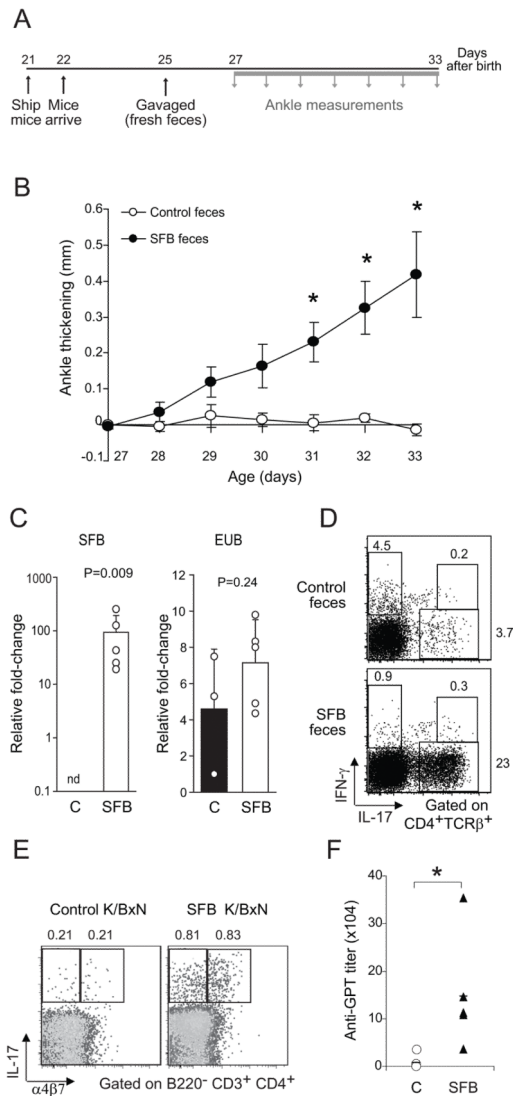 A
21 22 25 27 33 Days
after birth
Ship Mice Gavaged Ankle measurements
mice arrive (fresh feces)
B
Ankle thickening (mm)
0.6
0.4
0.3
0.2
0.1
0
-0.1
Control feces
SFB feces
*
*
*
27 28 29 30 31 32 33
Age (days)
C
SFB
P=0.009
Relative fold-change
1000
100
10
1
0.1
nd
C SFB
EUB
P=0.24
Relative fold-change
12
10
8
6
4
2
0
C SFB
D
Control
feces
4.5
0.2
3.7
SFB
feces
0.9
0.3
23
IFN-γ
IL-17
Gated on
CD4+TCRβ+
E
Control K/BxN SFB K/BxN
0.21 0.21 0.81 0.83
IL-17
α4β7 Gated on B220- CD3+ CD4+
F
*
Anti-GPT titer (x104)
40
30
20
10
0
C SFB